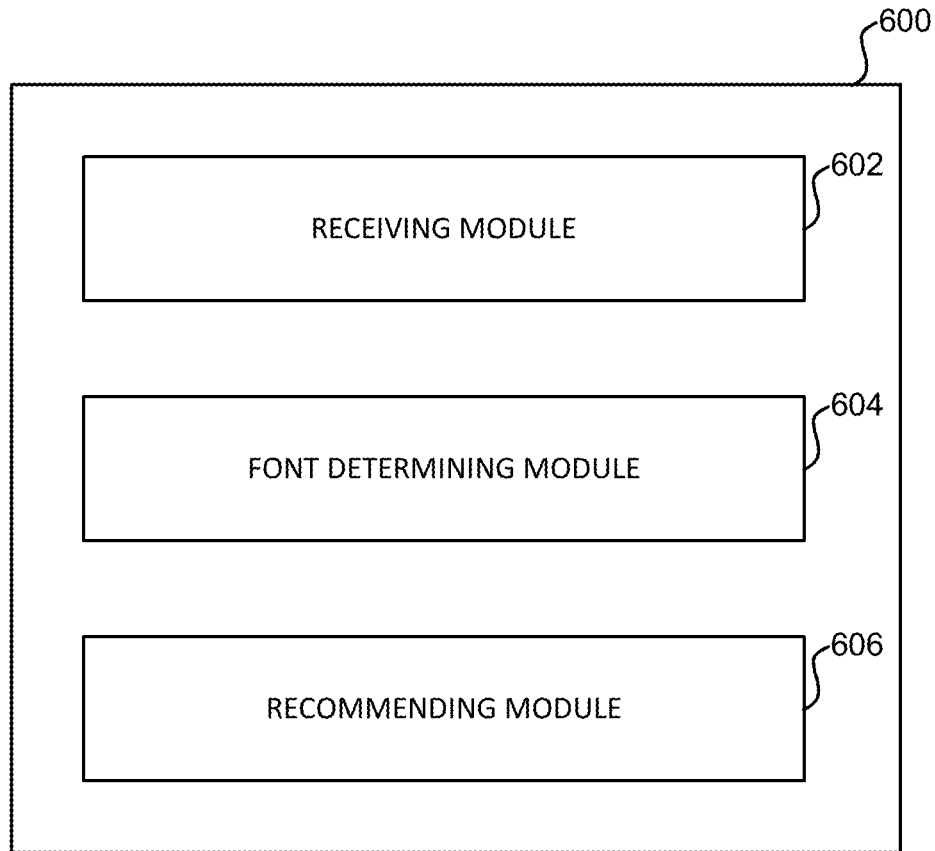 600
602
RECEIVING MODULE
604
FONT DETERMINING MODULE
606
RECOMMENDING MODULE